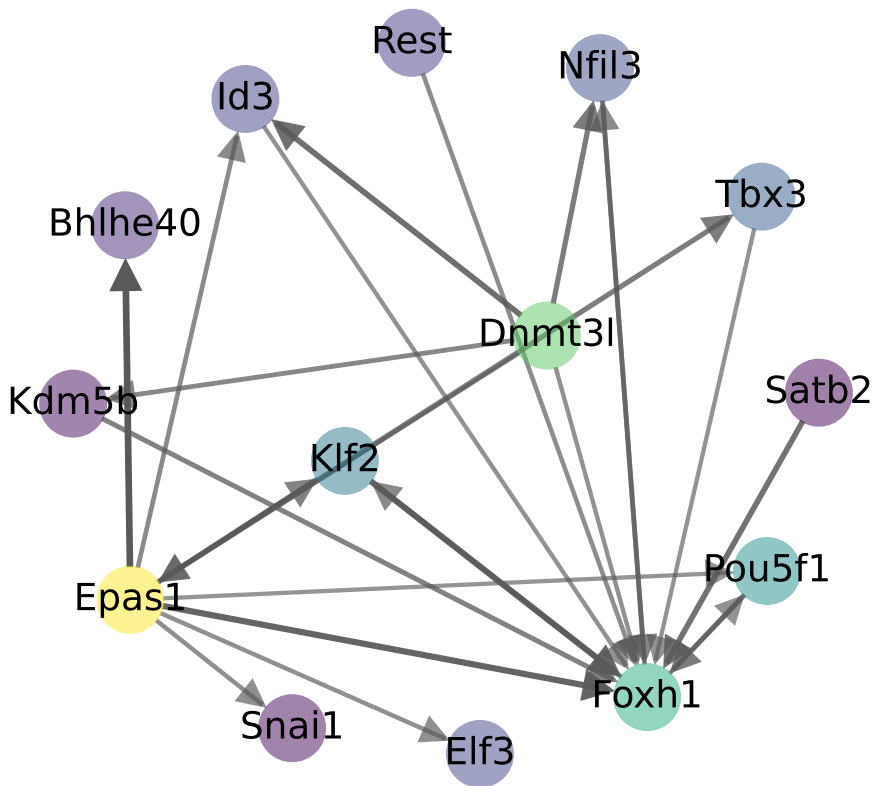 Rest
Nfil3
Id3
Tbx3
Bhlhe40
Dnmt3l
Satb2
Kdm5b
Klf2
Pou5f1
Epas1
Foxh1
Snai1
Elf3